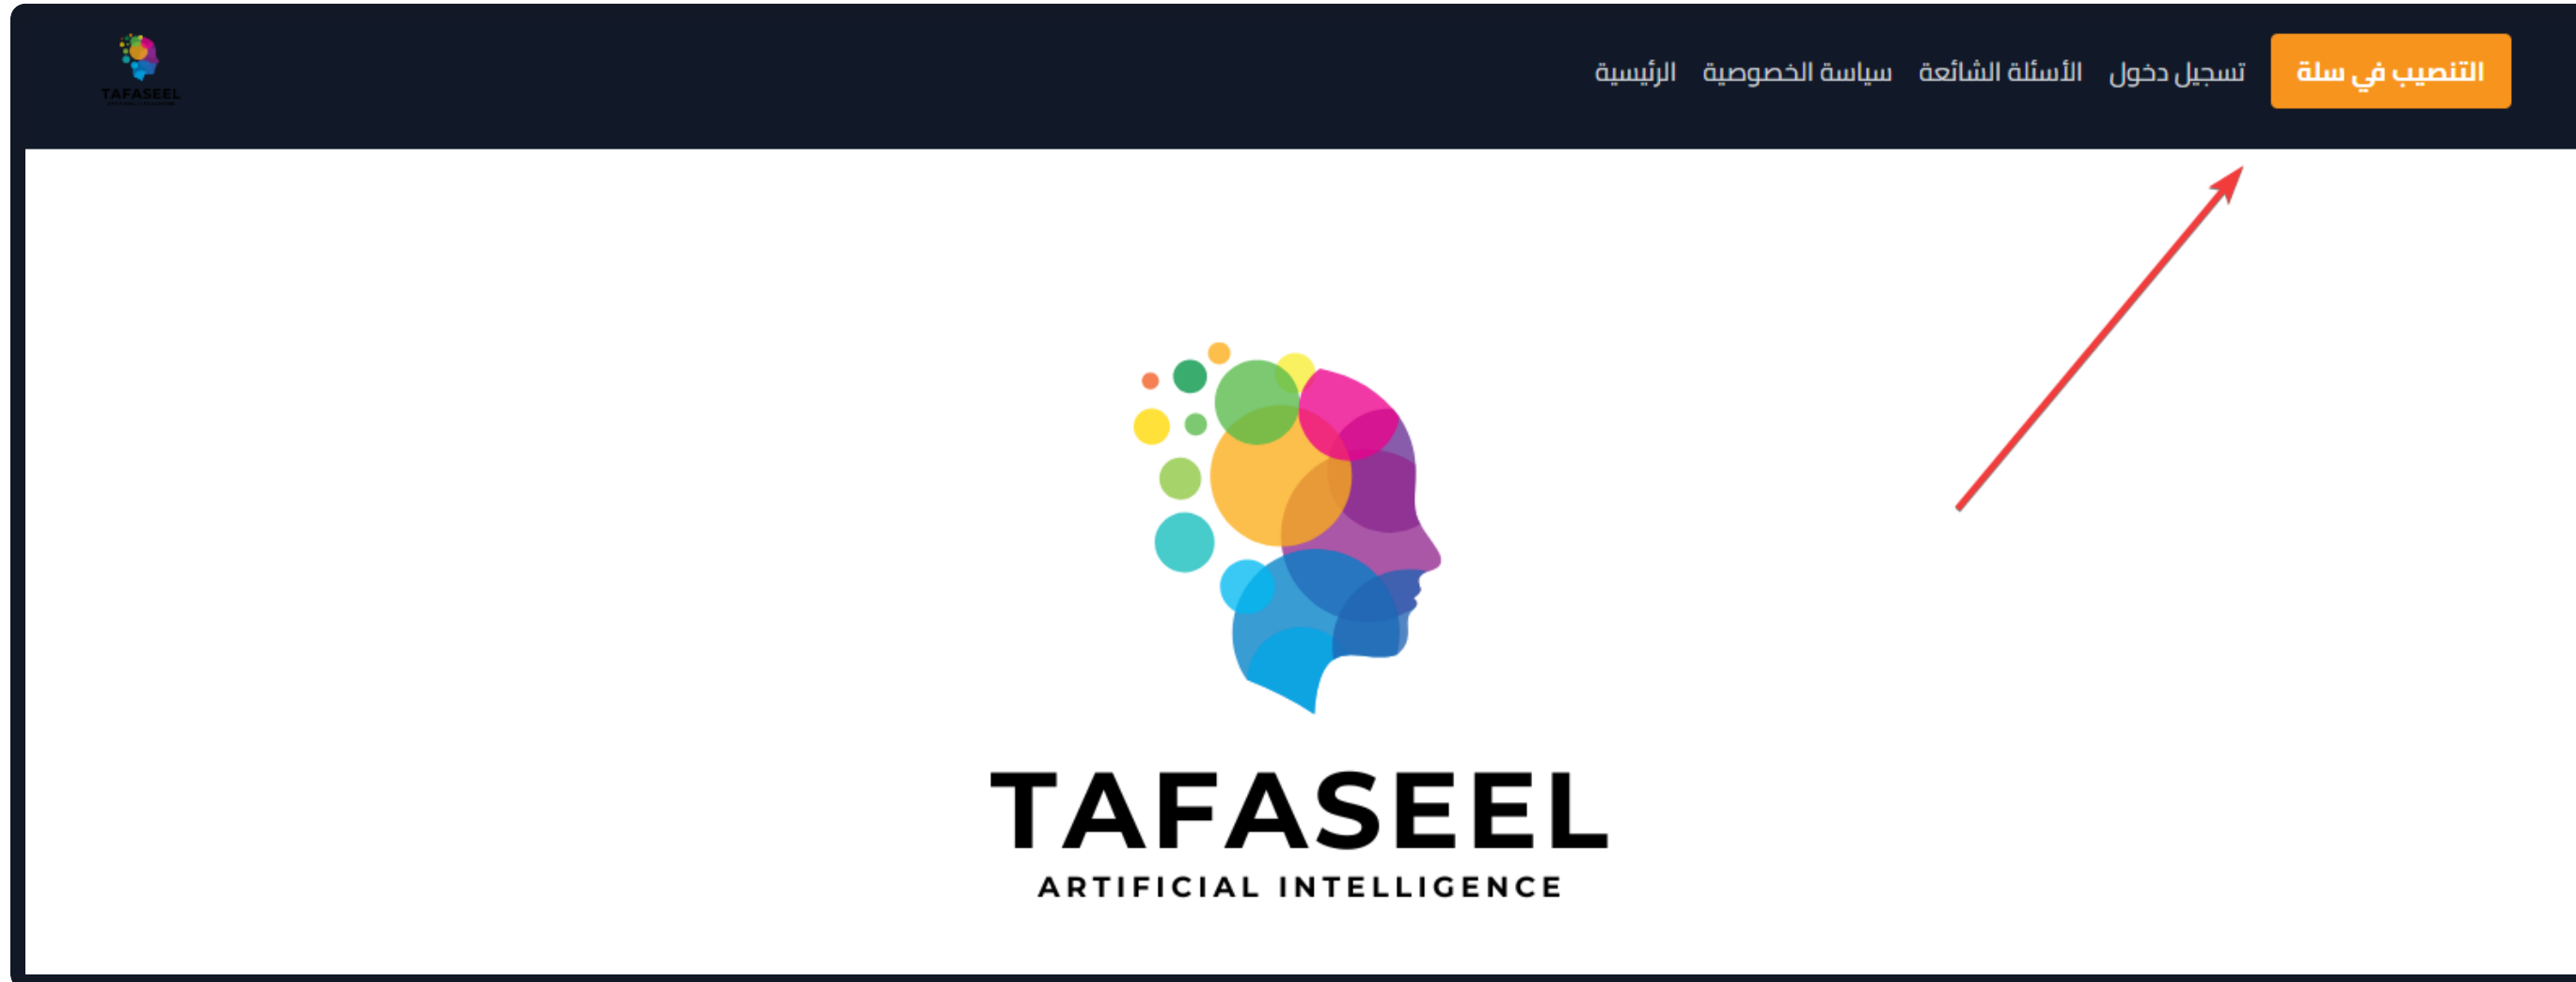 التنصيب في سلة
تسجيل دخول
الأسئلة الشائعة
سياسة الخصوصية
الرئيسية
TAFASEEL
TAFASEEL
ARTIFICIAL INTELLIGENCE